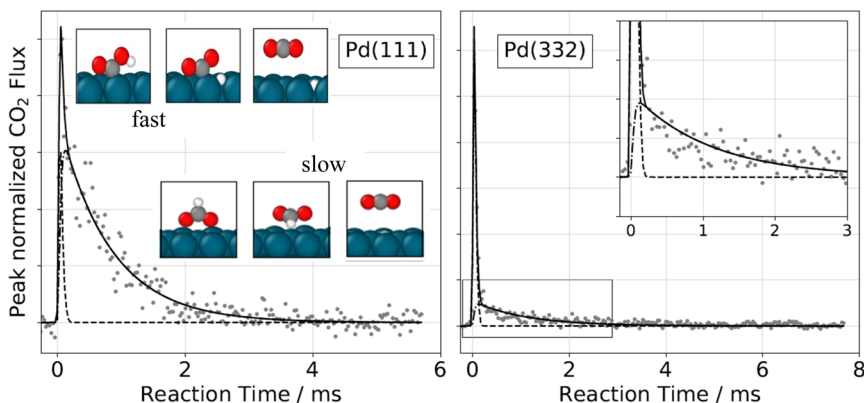 Pd(111)
fast
slow
Peak normalized CO₂ Flux
0 2 4 6
Reaction Time / ms
Pd(332)
0 1 2 3
0 2 4 6 8
Reaction Time / ms